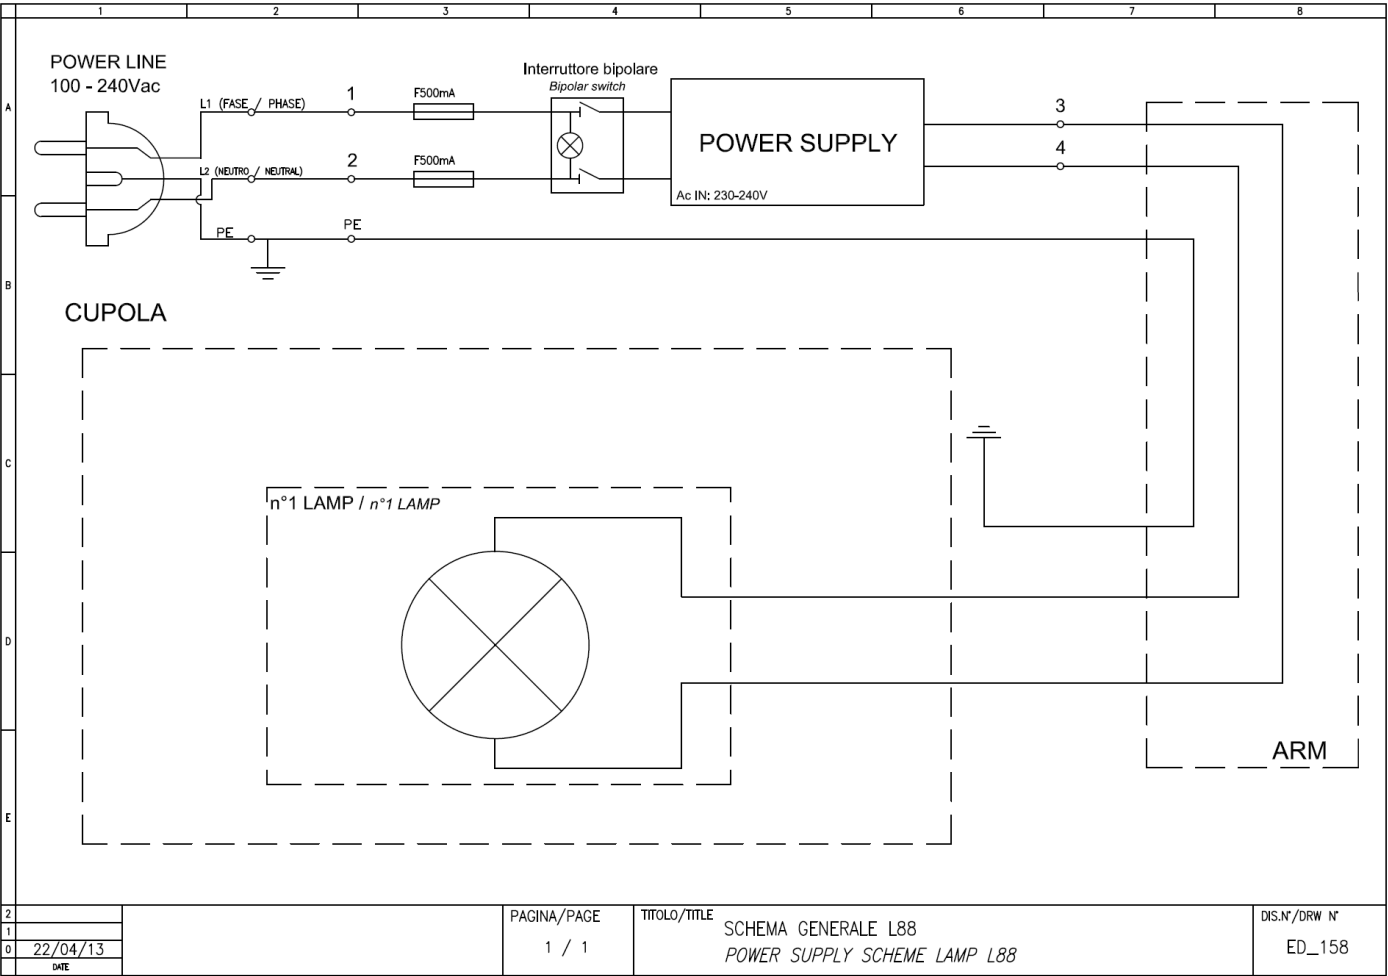 1 2 3 4 5 6 7 8
A
B
C
D
E
POWER LINE
100 - 240Vac
L1 (FASE / PHASE)
1
F500mA
L2 (NEUTRO / NEUTRAL)
2
F500mA
PE
PE
Interruttore bipolare
Bipolar switch
POWER SUPPLY
Ac IN: 230-240V
3
4
CUPOLA
n°1 LAMP / n°1 LAMP
ARM
2
1
0 22/04/13
DATE
PAGINA/PAGE
1 / 1
TITOLO/TITLE
SCHEMA GENERALE L88
POWER SUPPLY SCHEME LAMP L88
DIS.N°/DRW N°
ED_158